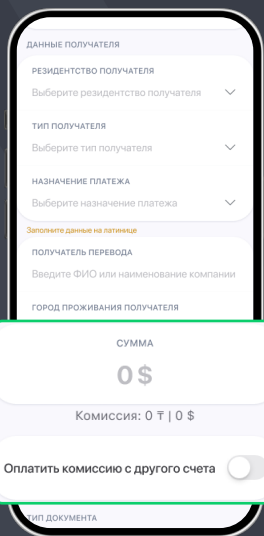 ДАННЫЕ ПОЛУЧАТЕЛЯ
РЕЗИДЕНТСТВО ПОЛУЧАТЕЛЯ
Выберите резидентство получателя
ТИП ПОЛУЧАТЕЛЯ
Выберите тип получателя
НАЗНАЧЕНИЕ ПЛАТЕЖА
Выберите назначение платежа
Заполните данные на латинице
ПОЛУЧАТЕЛЬ ПЕРЕВОДА
Введите ФИО или наименование компании
ГОРОД ПРОЖИВАНИЯ ПОЛУЧАТЕЛЯ
СУММА
0 $
Комиссия: 0 ₸ | 0 $
Оплатить комиссию с другого счета
ТИП ДОКУМЕНТА